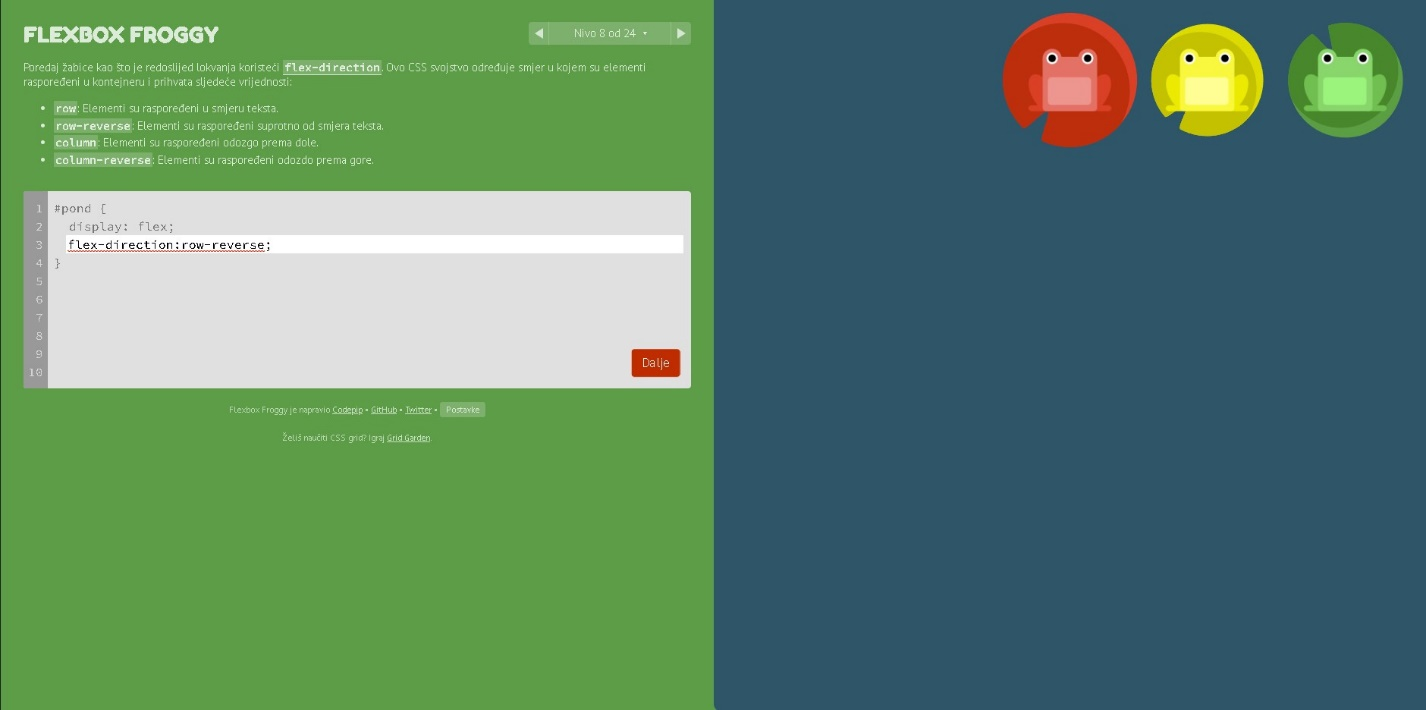 FLEXBOX FROGGY
Nivo 8 od 24
Poredaj žabice kao što je redoslijed lokvanja koristeći flex-direction. Ovo CSS svojstvo određuje smjer u kojem su elementi
raspoređeni u kontejneru i prihvata sljedeće vrijednosti:
• row: Elementi su raspoređeni u smjeru teksta.
• row-reverse: Elementi su raspoređeni suprotno od smjera teksta.
• column: Elementi su raspoređeni odozgo prema dole.
• column-reverse: Elementi su raspoređeni odozdo prema gore.
1 #pond {
2 display: flex;
3 flex-direction:row-reverse;
4 }
5
6
7
8
9
10
Dalje
Flexbox Froggy je napravio Codepip • GitHub • Twitter • Postavke
Želiš naučiti CSS grid? Igraj Grid Garden.